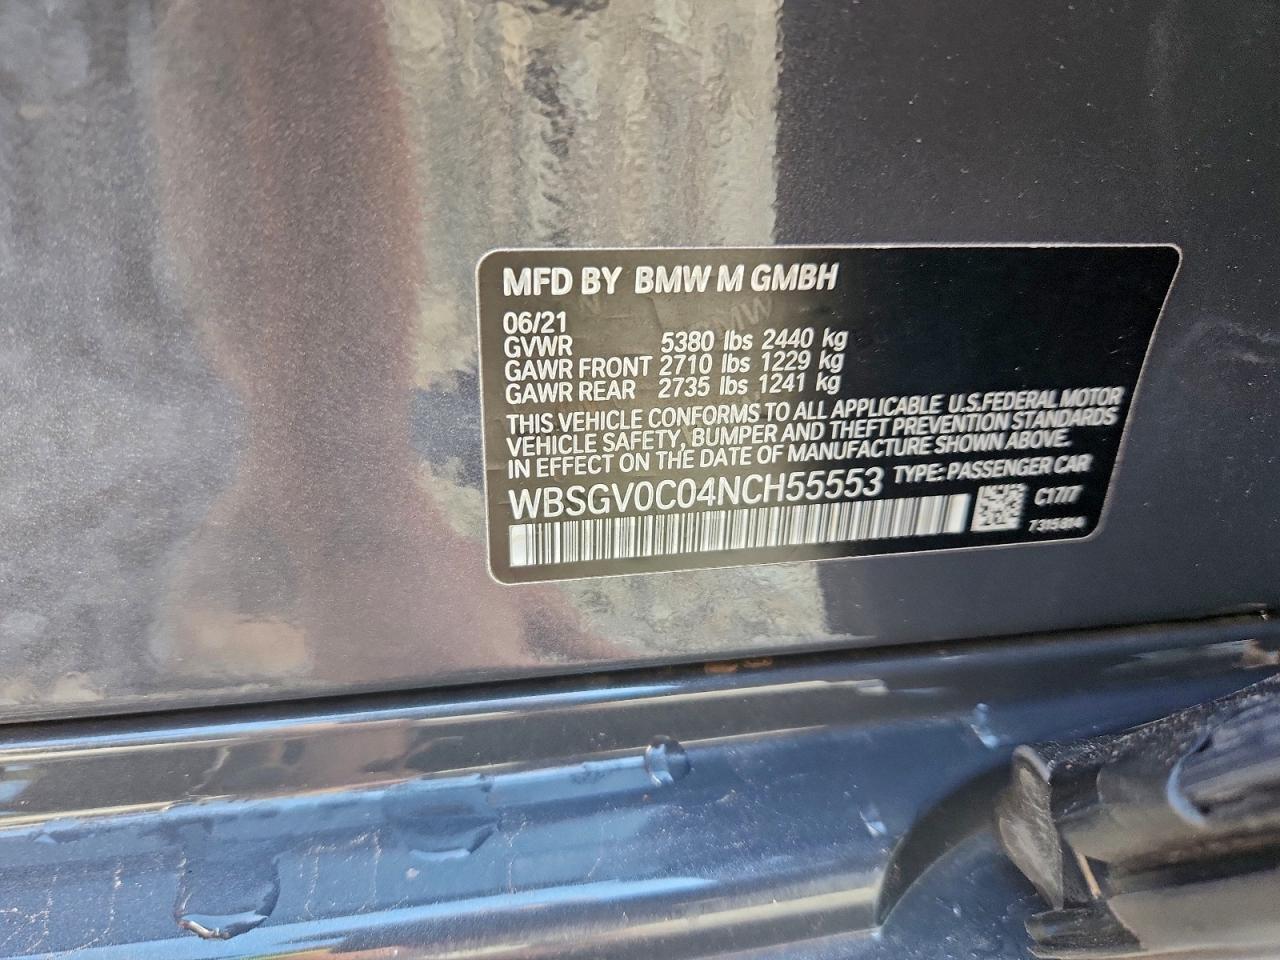 MFD BY BMW M GMBH
06/21
GVWR 5380 lbs 2440 kg
GAWR FRONT 2710 lbs 1229 kg
GAWR REAR 2735 lbs 1241 kg
THIS VEHICLE CONFORMS TO ALL APPLICABLE U.S.FEDERAL MOTOR
VEHICLE SAFETY, BUMPER AND THEFT PREVENTION STANDARDS
IN EFFECT ON THE DATE OF MANUFACTURE SHOWN ABOVE.
WBSGV0C04NCH55553 TYPE: PASSENGER CAR